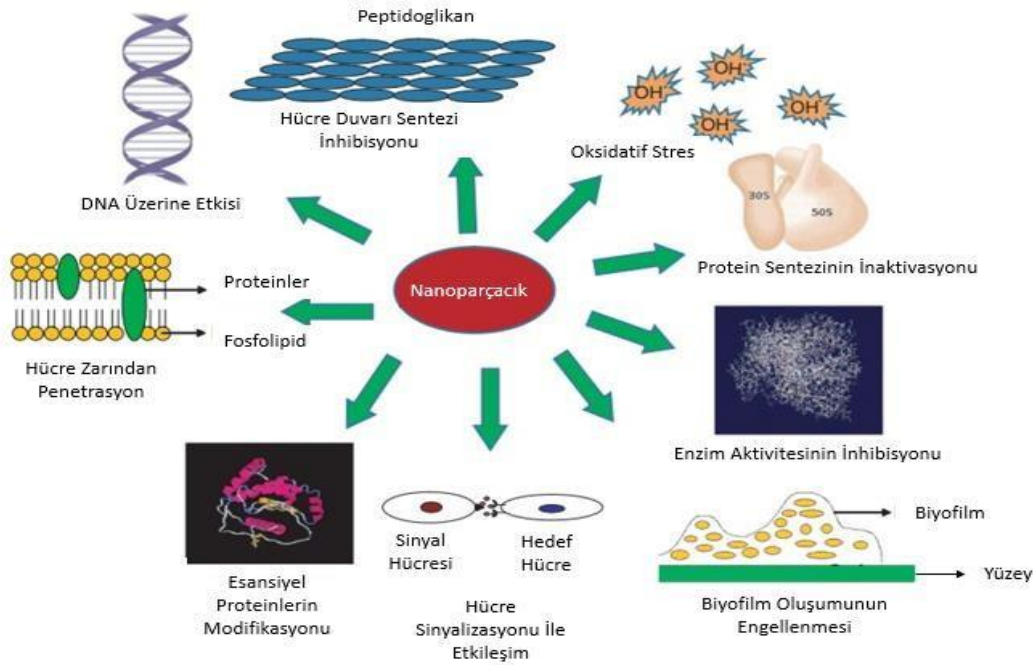 Peptidoglikan
Hücre Duvarı Sentezi
İnhibisyonu
OH⁻
OH⁻
OH⁻
OH⁻
Oksidatif Stres
DNA Üzerine Etkisi
30S
50S
Protein Sentezinin İnaktivasyonu
Nanoparçacık
Proteinler
Fosfolipid
Hücre Zarından
Penetrasyon
Enzim Aktivitesinin İnhibisyonu
Esansiyel
Proteinlerin
Modifikasyonu
Sinyal
Hücresi
Hedef
Hücre
Hücre
Sinyalizasyonu İle
Etkileşim
Biyofilm
Yüzey
Biyofilm Oluşumunun
Engellenmesi